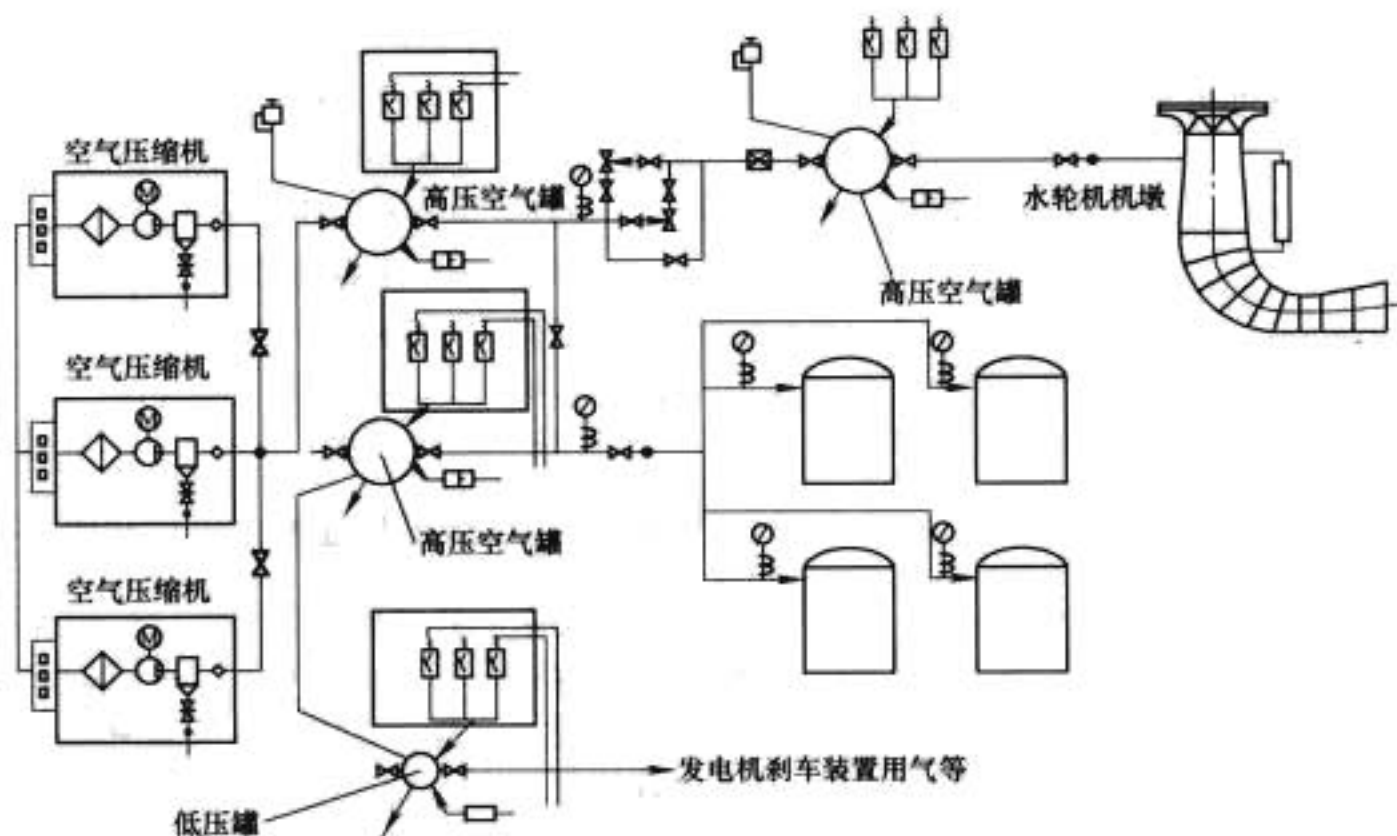 空气压缩机
高压空气罐
水轮机机墩
高压空气罐
空气压缩机
高压空气罐
空气压缩机
发电机刹车装置用气等
低压罐